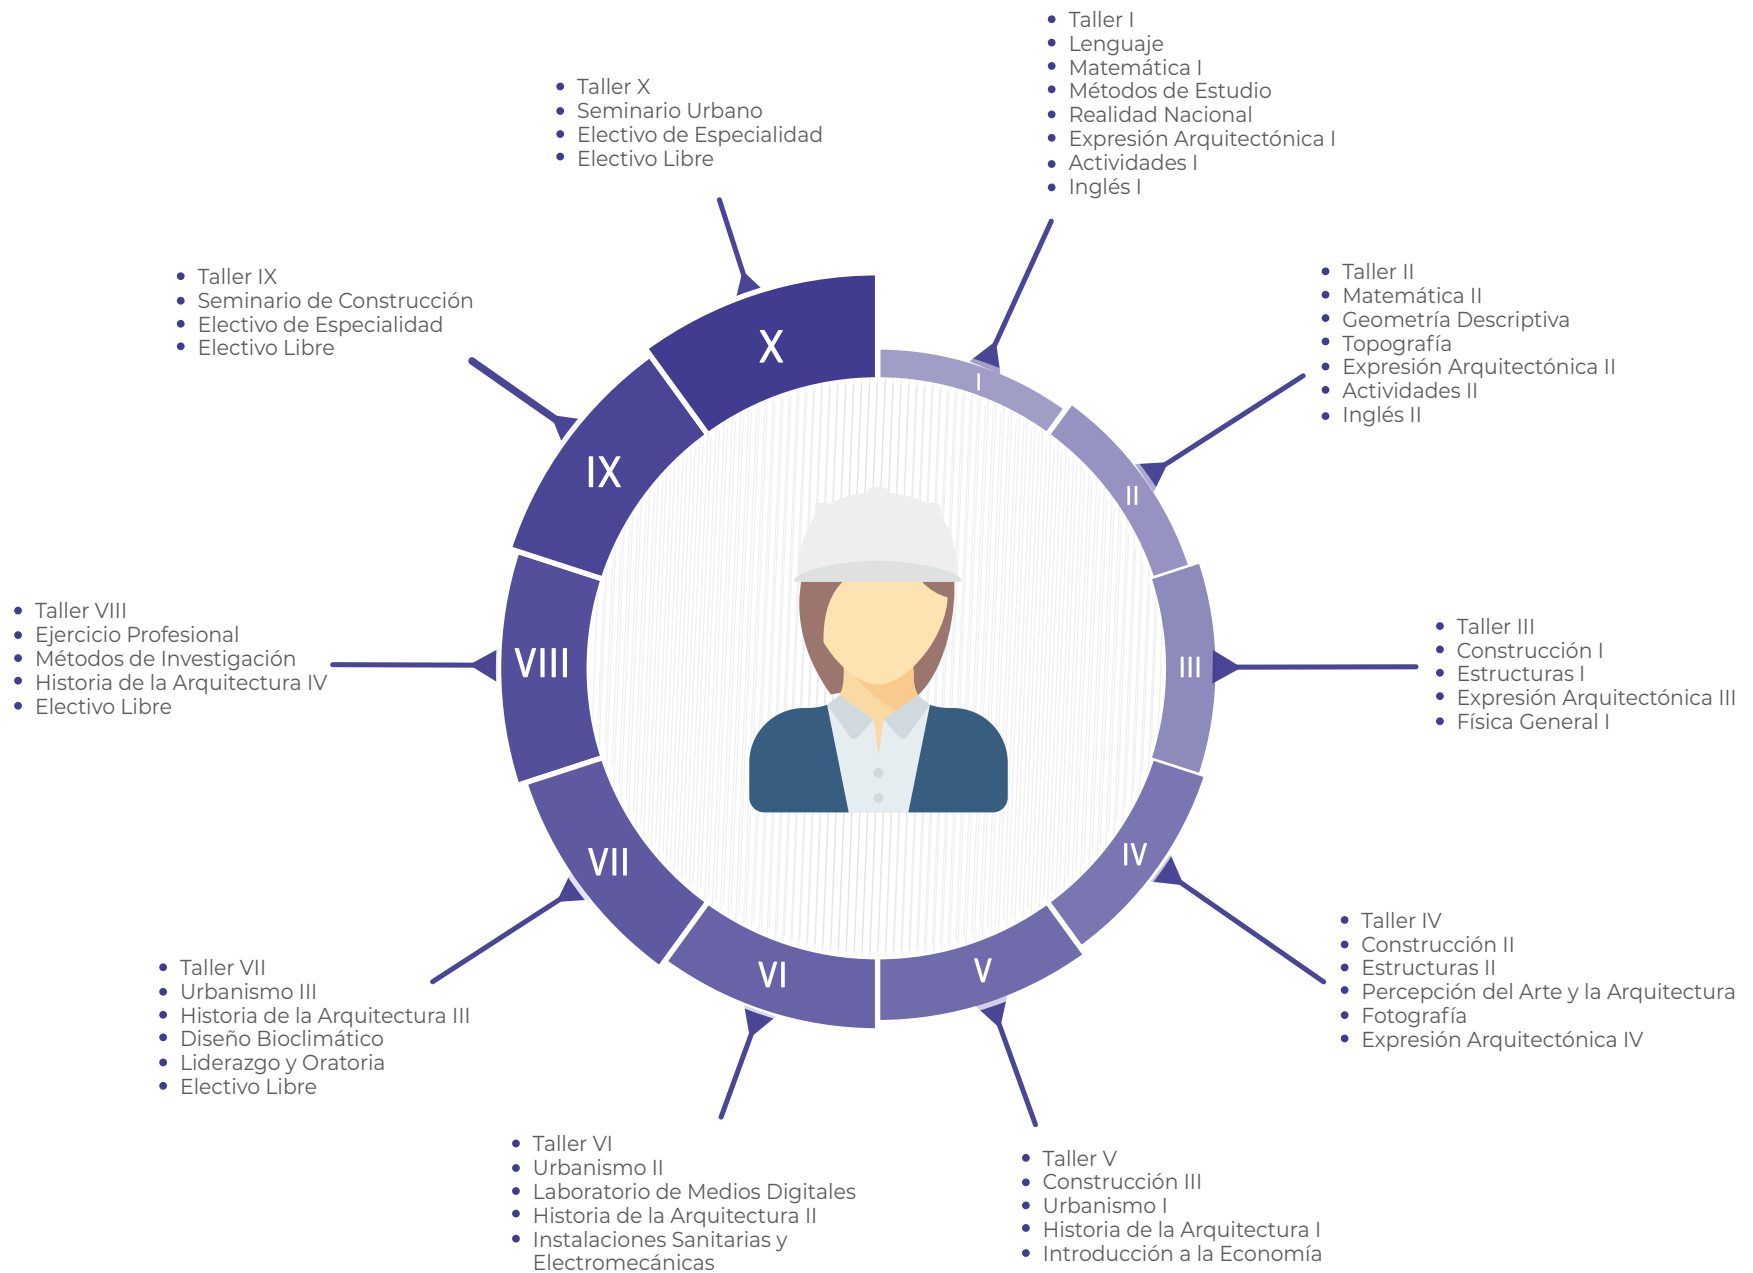 Taller I
Lenguaje
Matemática I
Métodos de Estudio
Realidad Nacional
Expresión Arquitectónica I
Actividades I
Inglés I
Taller II
Matemática II
Geometría Descriptiva
Topografía
Expresión Arquitectónica II
Actividades II
Inglés II
Taller III
Construcción I
Estructuras I
Expresión Arquitectónica III
Física General I
Taller IV
Construcción II
Estructuras II
Percepción del Arte y la Arquitectura
Fotografía
Expresión Arquitectónica IV
Taller V
Construcción III
Urbanismo I
Historia de la Arquitectura I
Introducción a la Economía
Taller VI
Urbanismo II
Laboratorio de Medios Digitales
Historia de la Arquitectura II
Instalaciones Sanitarias y
Electromecánicas
Taller VII
Urbanismo III
Historia de la Arquitectura III
Diseño Bioclimático
Liderazgo y Oratoria
Electivo Libre
Taller VIII
Ejercicio Profesional
Métodos de Investigación
Historia de la Arquitectura IV
Electivo Libre
Taller IX
Seminario de Construcción
Electivo de Especialidad
Electivo Libre
Taller X
Seminario Urbano
Electivo de Especialidad
Electivo Libre
I
II
III
IV
V
VI
VII
VIII
IX
X